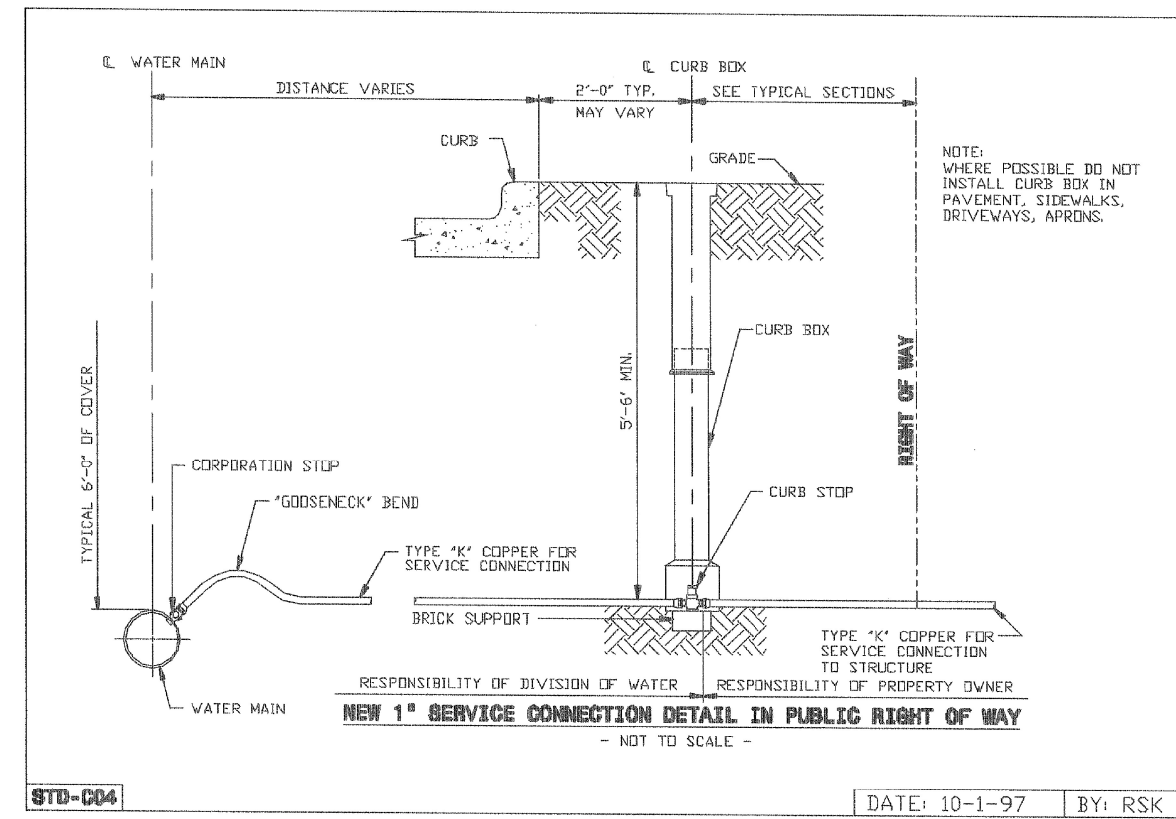 ℄ WATER MAIN
℄ CURB BOX
DISTANCE VARIES
2'-0" TYP.
MAY VARY
SEE TYPICAL SECTIONS
CURB
GRADE
NOTE:
WHERE POSSIBLE DO NOT
INSTALL CURB BOX IN
PAVEMENT, SIDEWALKS,
DRIVEWAYS, APRONS.
CURB BOX
5'-6" MIN.
RIGHT OF WAY
TYPICAL 6'-0" OF COVER
CORPORATION STOP
"GOOSENECK" BEND
CURB STOP
TYPE "K" COPPER FOR
SERVICE CONNECTION
BRICK SUPPORT
TYPE "K" COPPER FOR
SERVICE CONNECTION
TO STRUCTURE
RESPONSIBILITY OF DIVISION OF WATER
RESPONSIBILITY OF PROPERTY OWNER
WATER MAIN
NEW 1" SERVICE CONNECTION DETAIL IN PUBLIC RIGHT OF WAY
- NOT TO SCALE -
STD-C04
DATE: 10-1-97
BY: RSK